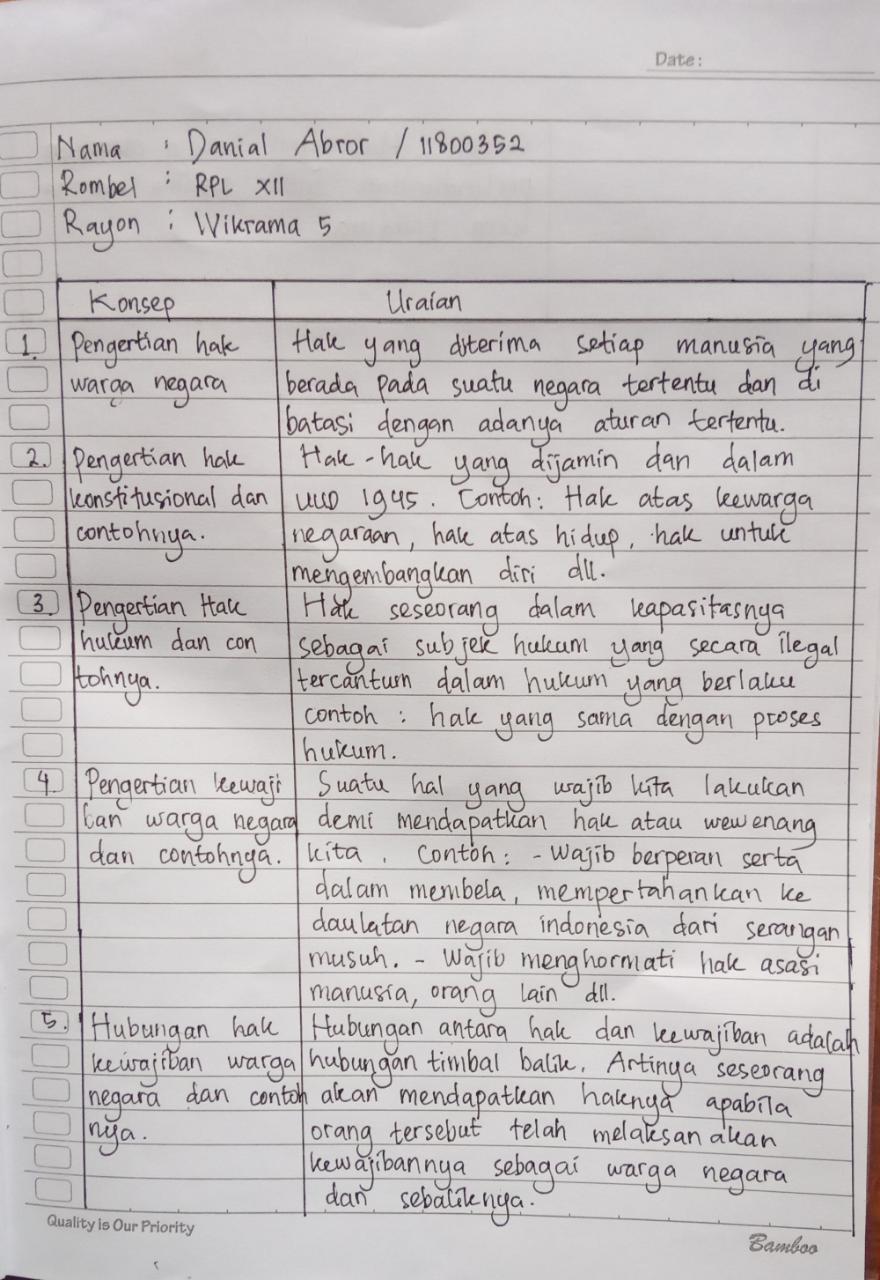 Date:
Nama : Danial Abror / 11800352
Rombel : RPL XII
Rayon : Wikrama 5
Konsep Uraian
1. Pengertian hak Hak yang diterima setiap manusia yang
warga negara berada pada suatu negara tertentu dan di
batasi dengan adanya aturan tertentu.
2. Pengertian hak Hak-hak yang dijamin dan dalam
konstitusional dan UUD 1945. Contoh: Hak atas kewarga
contohnya. negaraan, hak atas hidup, hak untuk
mengembangkan diri dll.
3. Pengertian Hak Hak seseorang dalam kapasitasnya
hukum dan con sebagai subjek hukum yang secara ilegal
tohnya. tercantum dalam hukum yang berlaku
contoh : hak yang sama dengan proses
hukum.
4. Pengertian kewaji Suatu hal yang wajib kita lakukan
ban warga negara demi mendapatkan hak atau wewenang
dan contohnya. kita. Contoh: - Wajib berperan serta
dalam membela, mempertahankan ke
daulatan negara indonesia dari serangan
musuh. - Wajib menghormati hak asasi
manusia, orang lain dll.
5. Hubungan hak Hubungan antara hak dan kewajiban adalah
kewajiban warga hubungan timbal balik. Artinya seseorang
negara dan contoh akan mendapatkan haknya apabila
nya. orang tersebut telah melaksanakan
kewajibannya sebagai warga negara
dan sebaliknya.
Quality is Our Priority
Bamboo